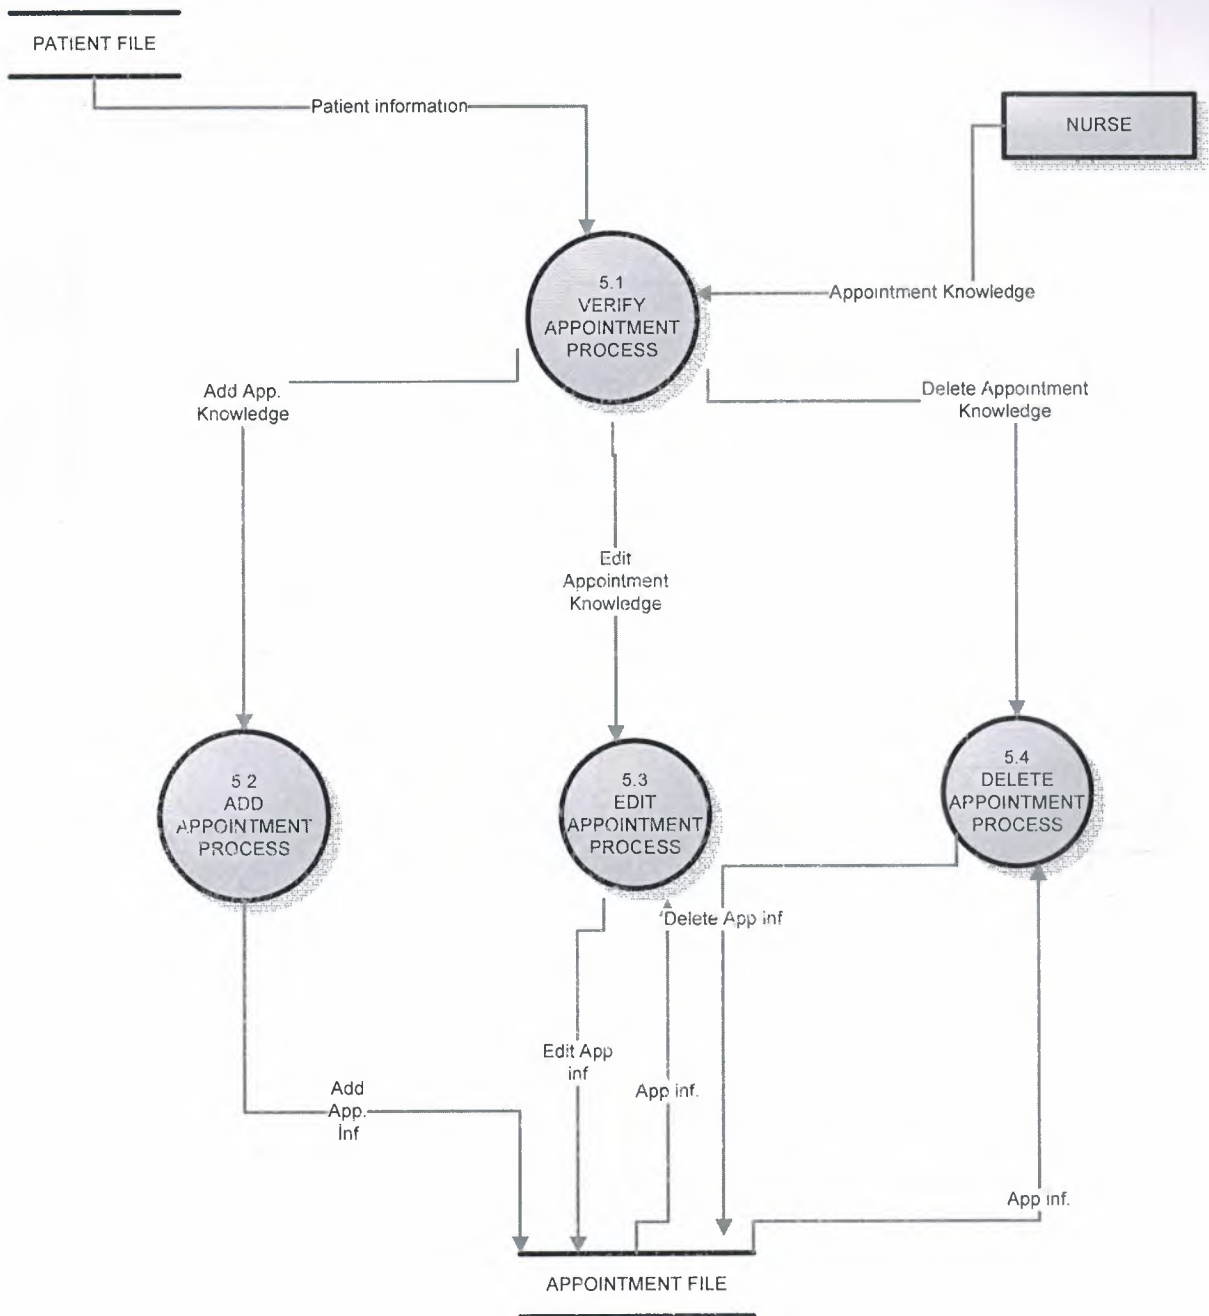 PATIENT FILE
Patient information
NURSE
5.1
VERIFY
APPOINTMENT
PROCESS
Appointment Knowledge
Add App.
Knowledge
Delete Appointment
Knowledge
Edit
Appointment
Knowledge
5.2
ADD
APPOINTMENT
PROCESS
5.3
EDIT
APPOINTMENT
PROCESS
5.4
DELETE
APPOINTMENT
PROCESS
Delete App inf
Edit App
inf
App inf.
Add
App.
İnf
App inf.
APPOINTMENT FILE